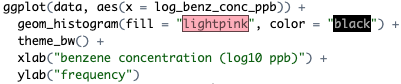 ggplot(data, aes(x = log_benz_conc_ppb)) +
  geom_histogram(fill = "lightpink", color = "black") +
  theme_bw() +
  xlab("benzene concentration (log10 ppb)") +
  ylab("frequency")